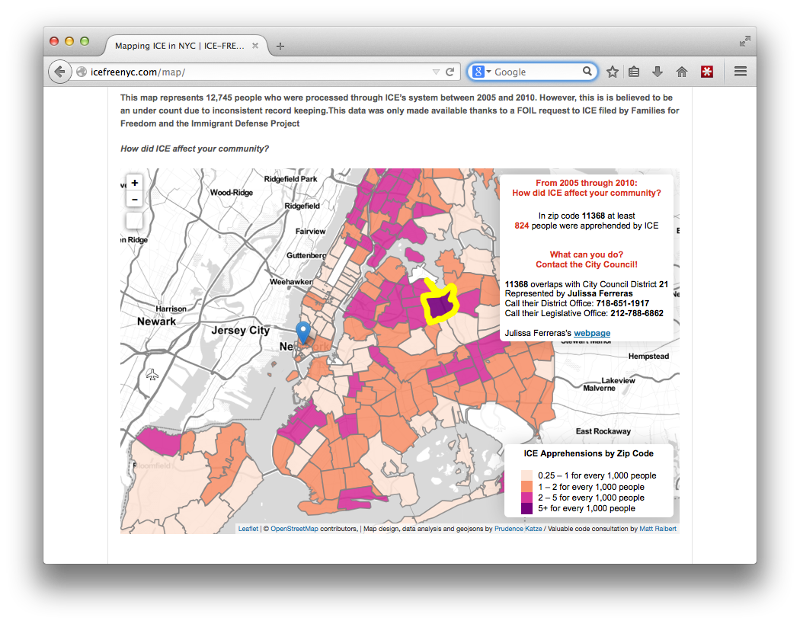 Mapping ICE in NYC | ICE-FRE...
icefreenyc.com/map/
Google
This map represents 12,745 people who were processed through ICE's system between 2005 and 2010. However, this is is believed to be
an under count due to inconsistent record keeping.This data was only made available thanks to a FOIL request to ICE filed by Families for
Freedom and the Immigrant Defense Project
How did ICE affect your community?
+
−
Ridgefield Park
Wood-Ridge
Ridgefield
Fairview
Guttenberg
Weehawken
Harrison
Newark
Jersey City
From 2005 through 2010:
How did ICE affect your community?
In zip code 11368 at least
824 people were apprehended by ICE
What can you do?
Contact the City Council!
11368 overlaps with City Council District 21
Represented by Julissa Ferreras
Call their District Office: 718-651-1917
Call their Legislative Office: 212-788-6862
Julissa Ferreras's webpage
Hempstead
Lakeview
Malverne
East Rockaway
ICE Apprehensions by Zip Code
0.25 – 1 for every 1,000 people
1 – 2 for every 1,000 people
2 – 5 for every 1,000 people
5+ for every 1,000 people
Leaflet | © OpenStreetMap contributors, | Map design, data analysis and geojsons by Prudence Katze / Valuable code consultation by Matt Raibert